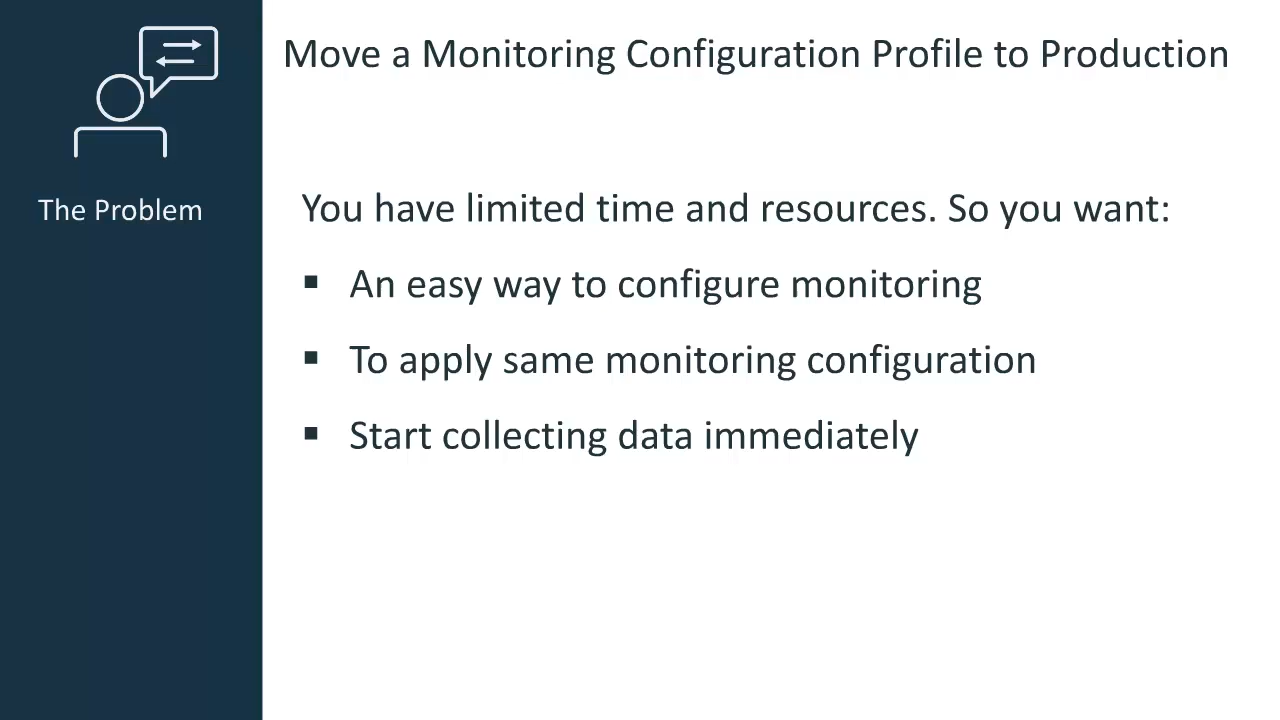 Move a Monitoring Configuration Profile to Production
The Problem
You have limited time and resources. So you want:
▪ An easy way to configure monitoring
▪ To apply same monitoring configuration
▪ Start collecting data immediately